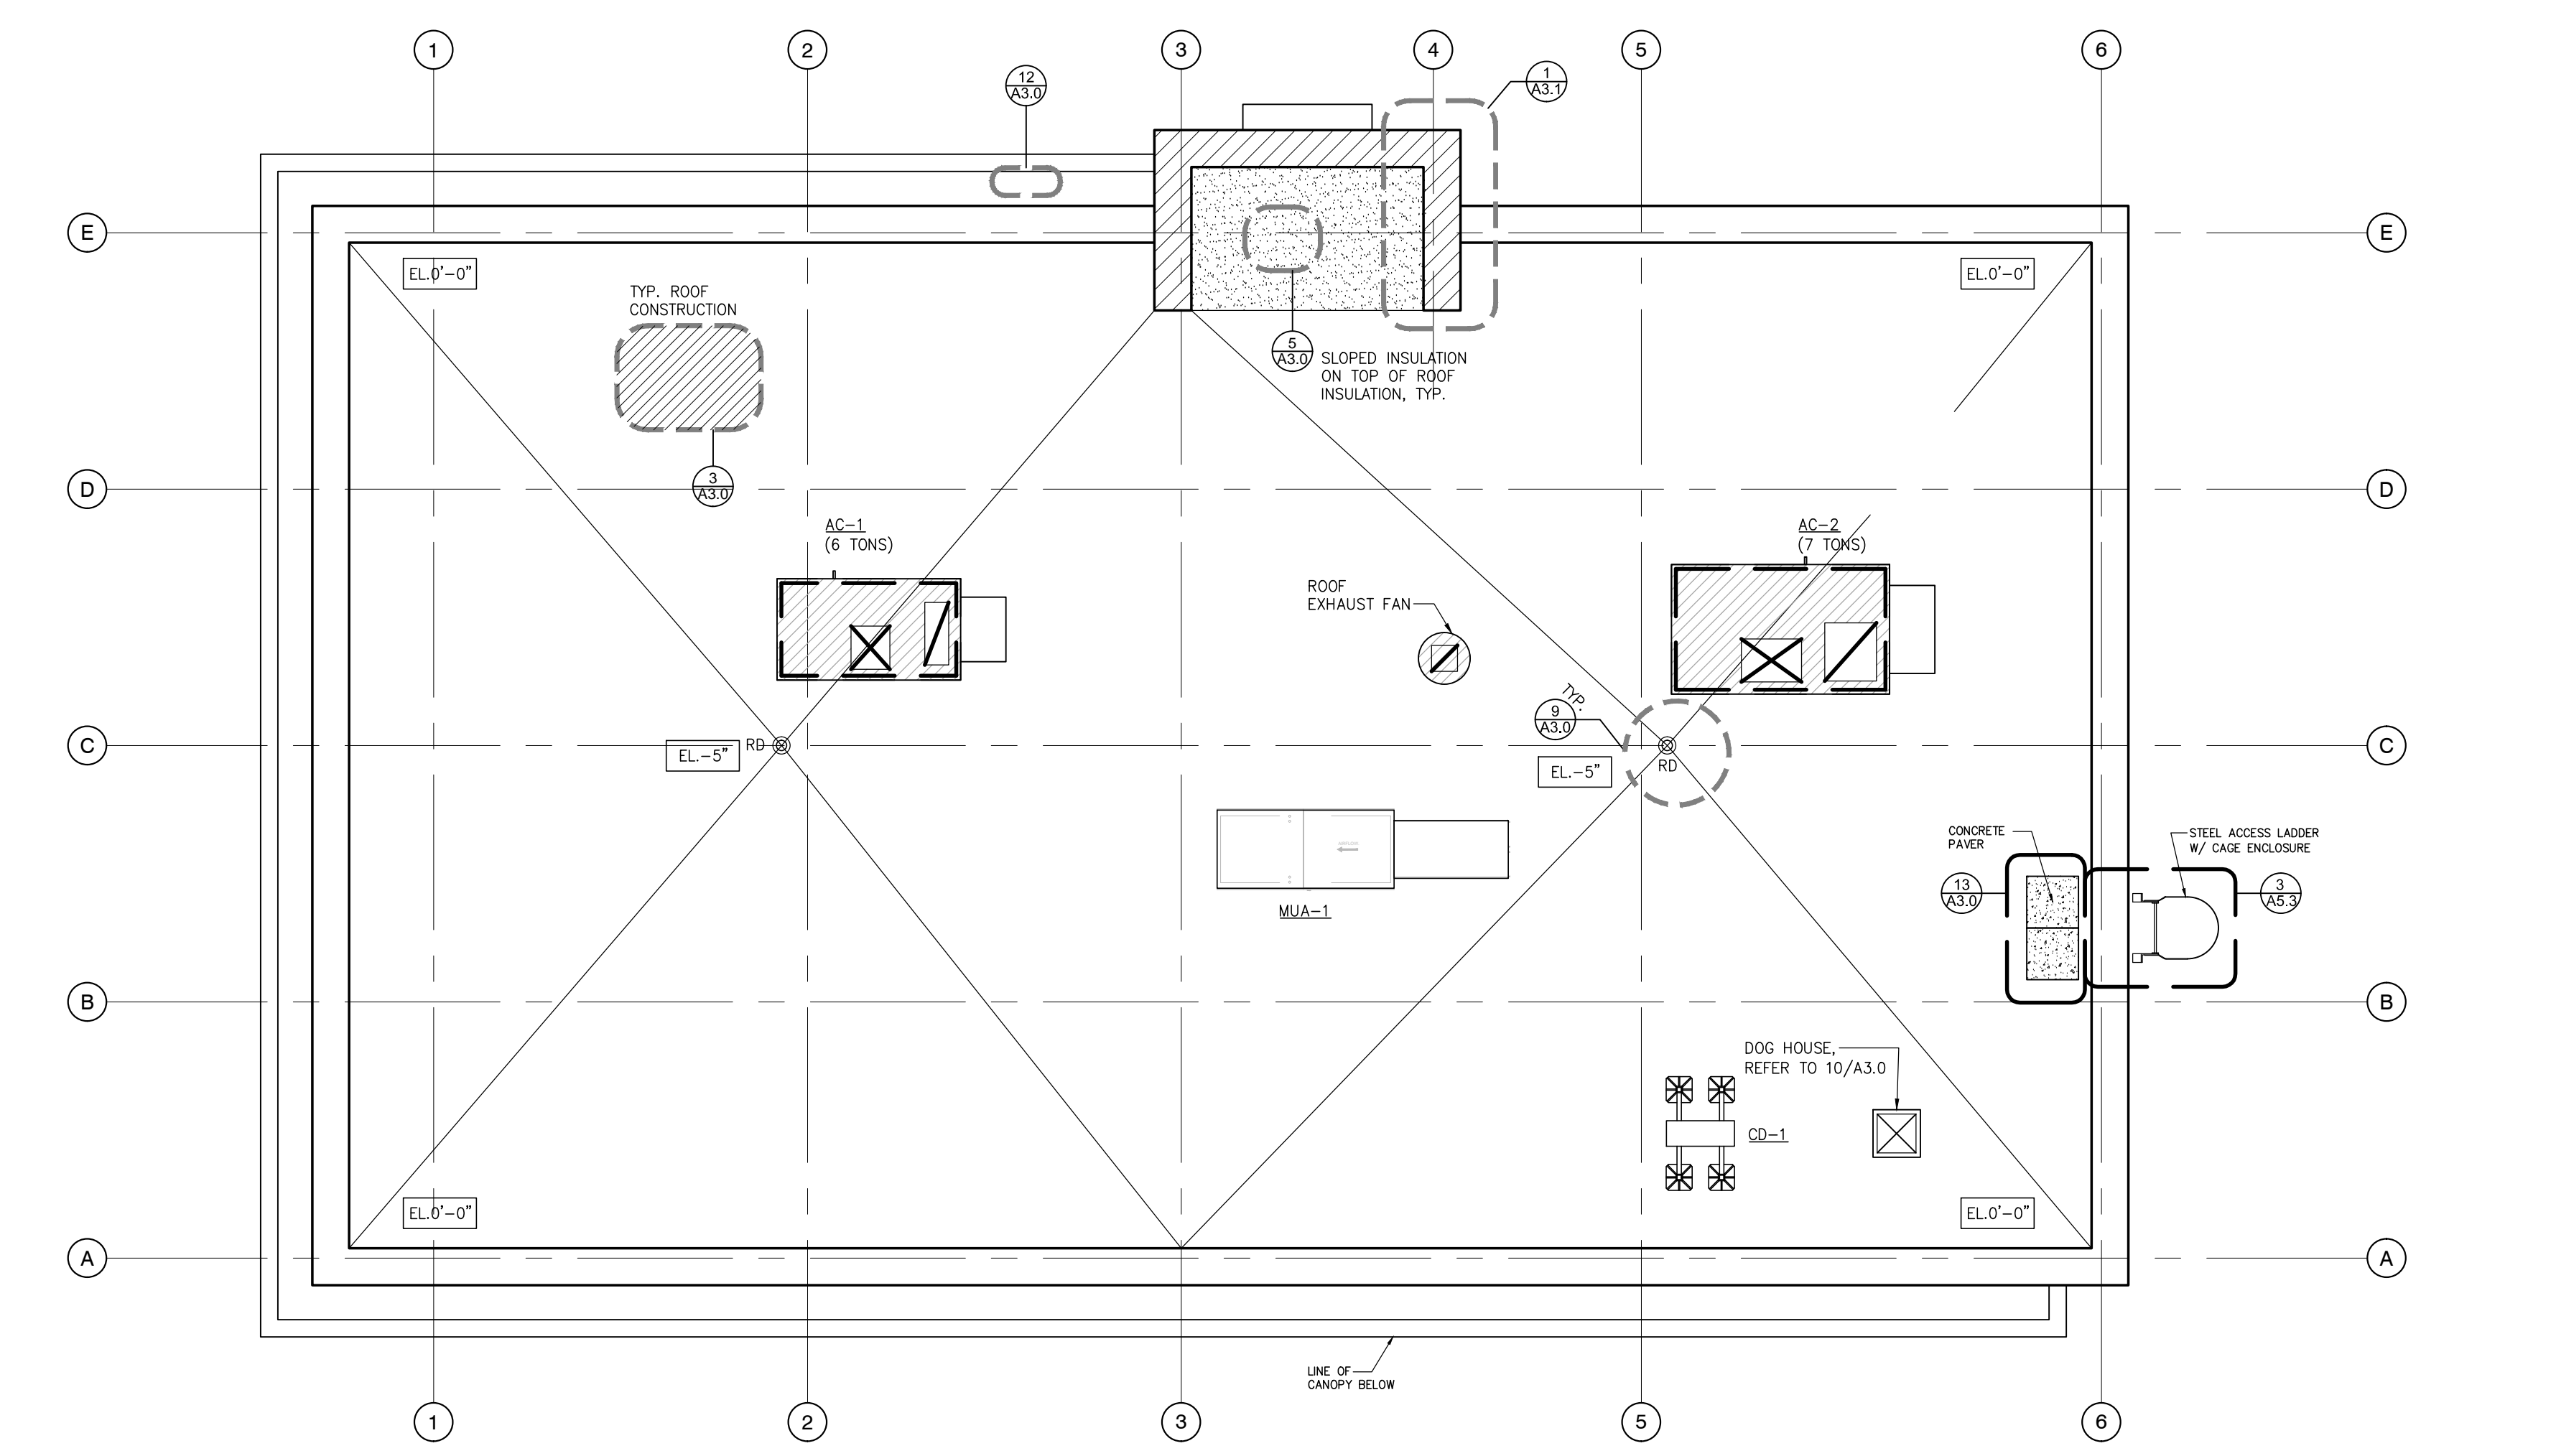 1
2
3
4
5
6
12
A3.0
1
A3.1
E
E
EL.0'-0"
EL.0'-0"
TYP. ROOF
CONSTRUCTION
5
A3.0
SLOPED INSULATION
ON TOP OF ROOF
INSULATION, TYP.
3
A3.0
D
D
AC-1
(6 TONS)
AC-2
(7 TONS)
ROOF
EXHAUST FAN
TYP.
9
A3.0
C
C
EL.-5"
RD
EL.-5"
RD
MUA-1
CONCRETE
PAVER
STEEL ACCESS LADDER
W/ CAGE ENCLOSURE
13
A3.0
3
A5.3
B
B
DOG HOUSE,
REFER TO 10/A3.0
CD-1
EL.0'-0"
EL.0'-0"
A
A
LINE OF
CANOPY BELOW
1
2
3
5
6